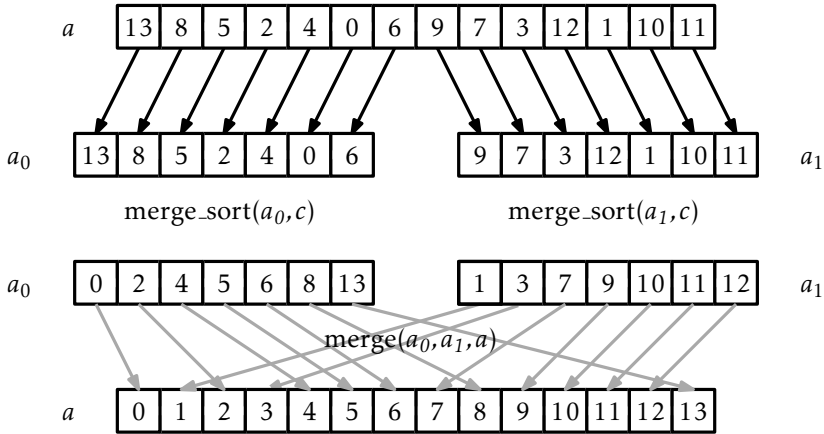 a 13 8 5 2 4 0 6 9 7 3 12 1 10 11
a0 13 8 5 2 4 0 6 9 7 3 12 1 10 11 a1
merge_sort(a0,c) merge_sort(a1,c)
a0 0 2 4 5 6 8 13 1 3 7 9 10 11 12 a1
merge(a0,a1,a)
a 0 1 2 3 4 5 6 7 8 9 10 11 12 13